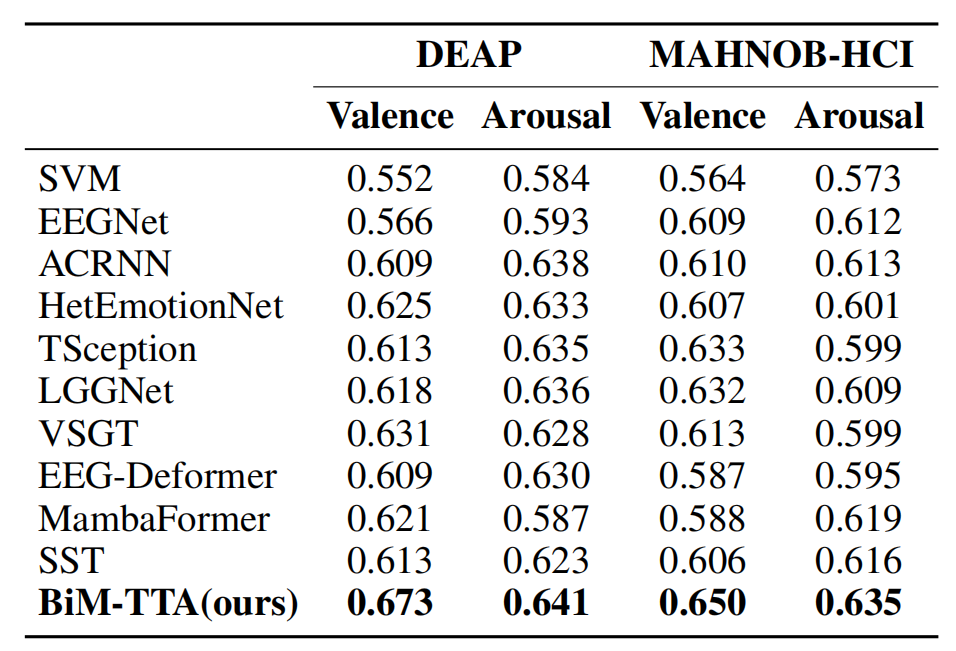 DEAP MAHNOB-HCI
Valence Arousal Valence Arousal
SVM 0.552 0.584 0.564 0.573
EEGNet 0.566 0.593 0.609 0.612
ACRNN 0.609 0.638 0.610 0.613
HetEmotionNet 0.625 0.633 0.607 0.601
TSception 0.613 0.635 0.633 0.599
LGGNet 0.618 0.636 0.632 0.609
VSGT 0.631 0.628 0.613 0.599
EEG-Deformer 0.609 0.630 0.587 0.595
MambaFormer 0.621 0.587 0.588 0.619
SST 0.613 0.623 0.606 0.616
BiM-TTA(ours) 0.673 0.641 0.650 0.635